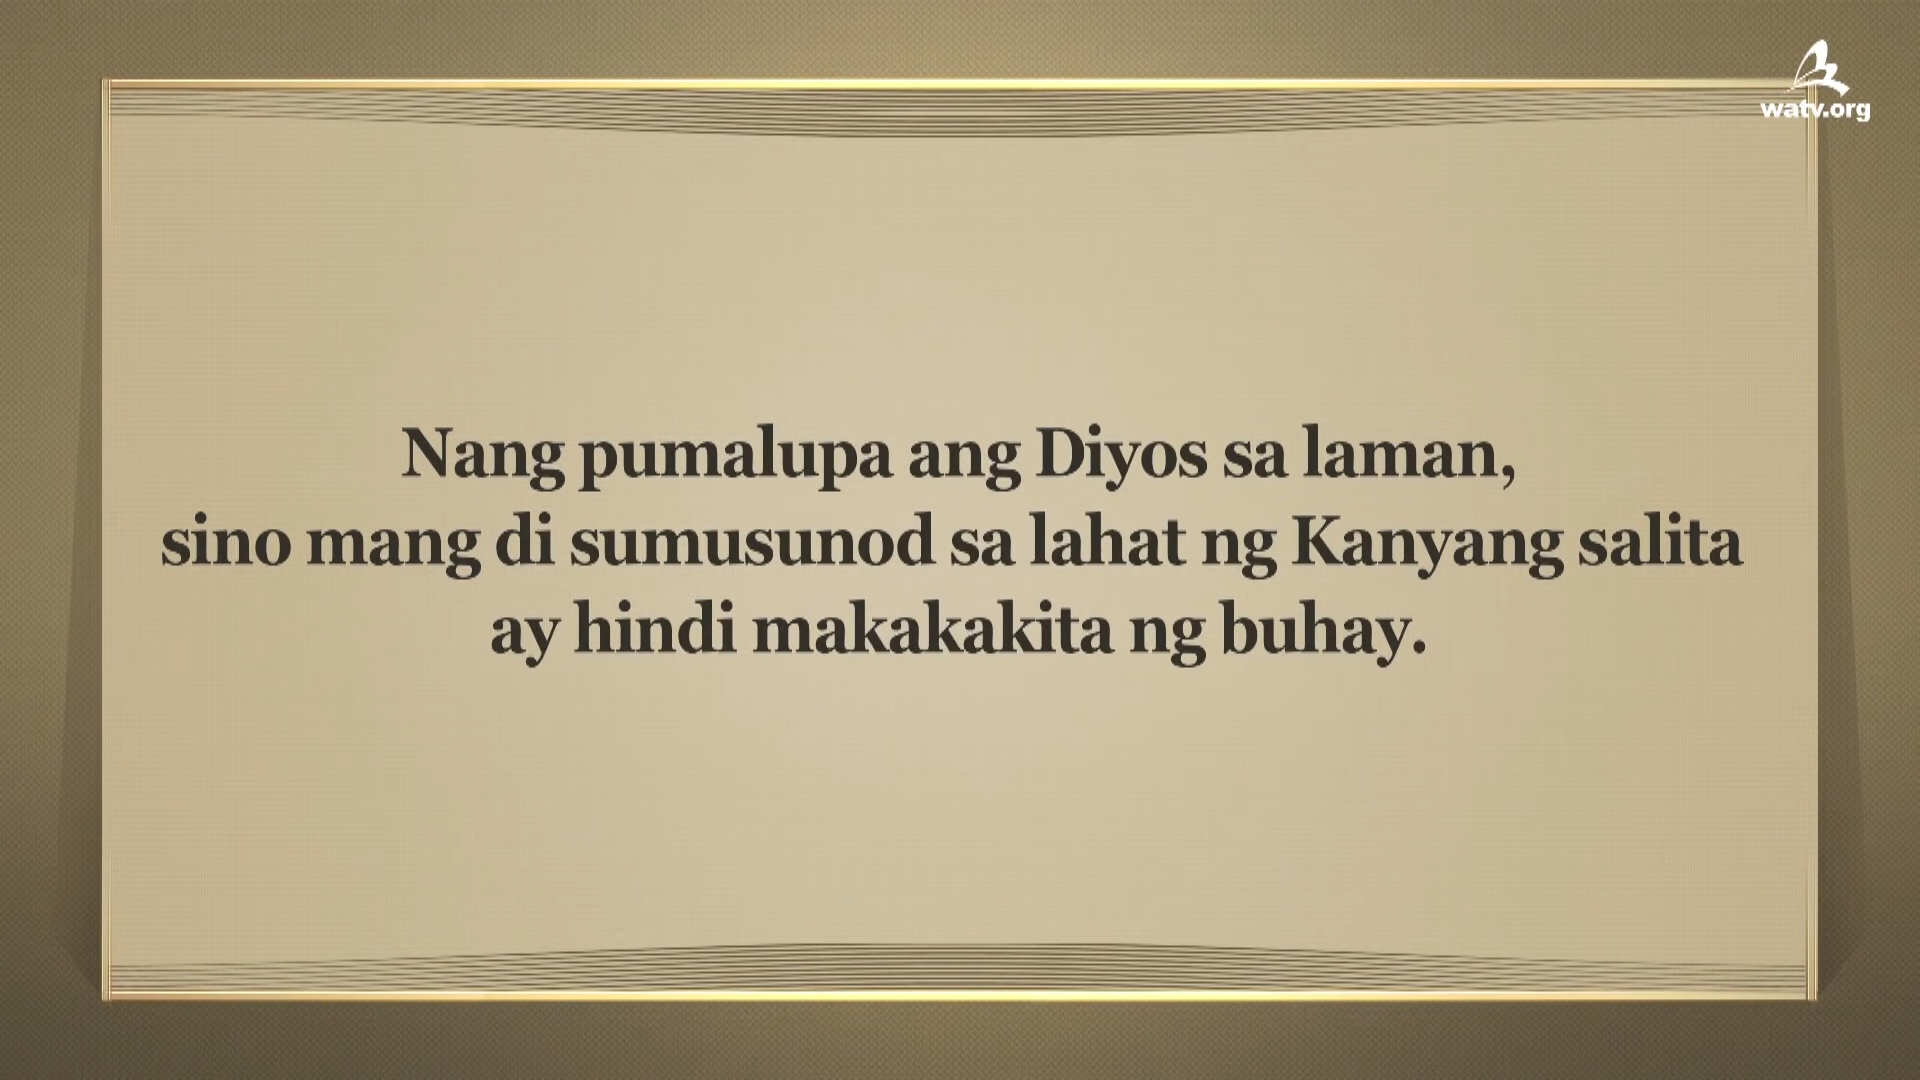 watv.org
Nang pumalupa ang Diyos sa laman,
sino mang di sumusunod sa lahat ng Kanyang salita
ay hindi makakakita ng buhay.